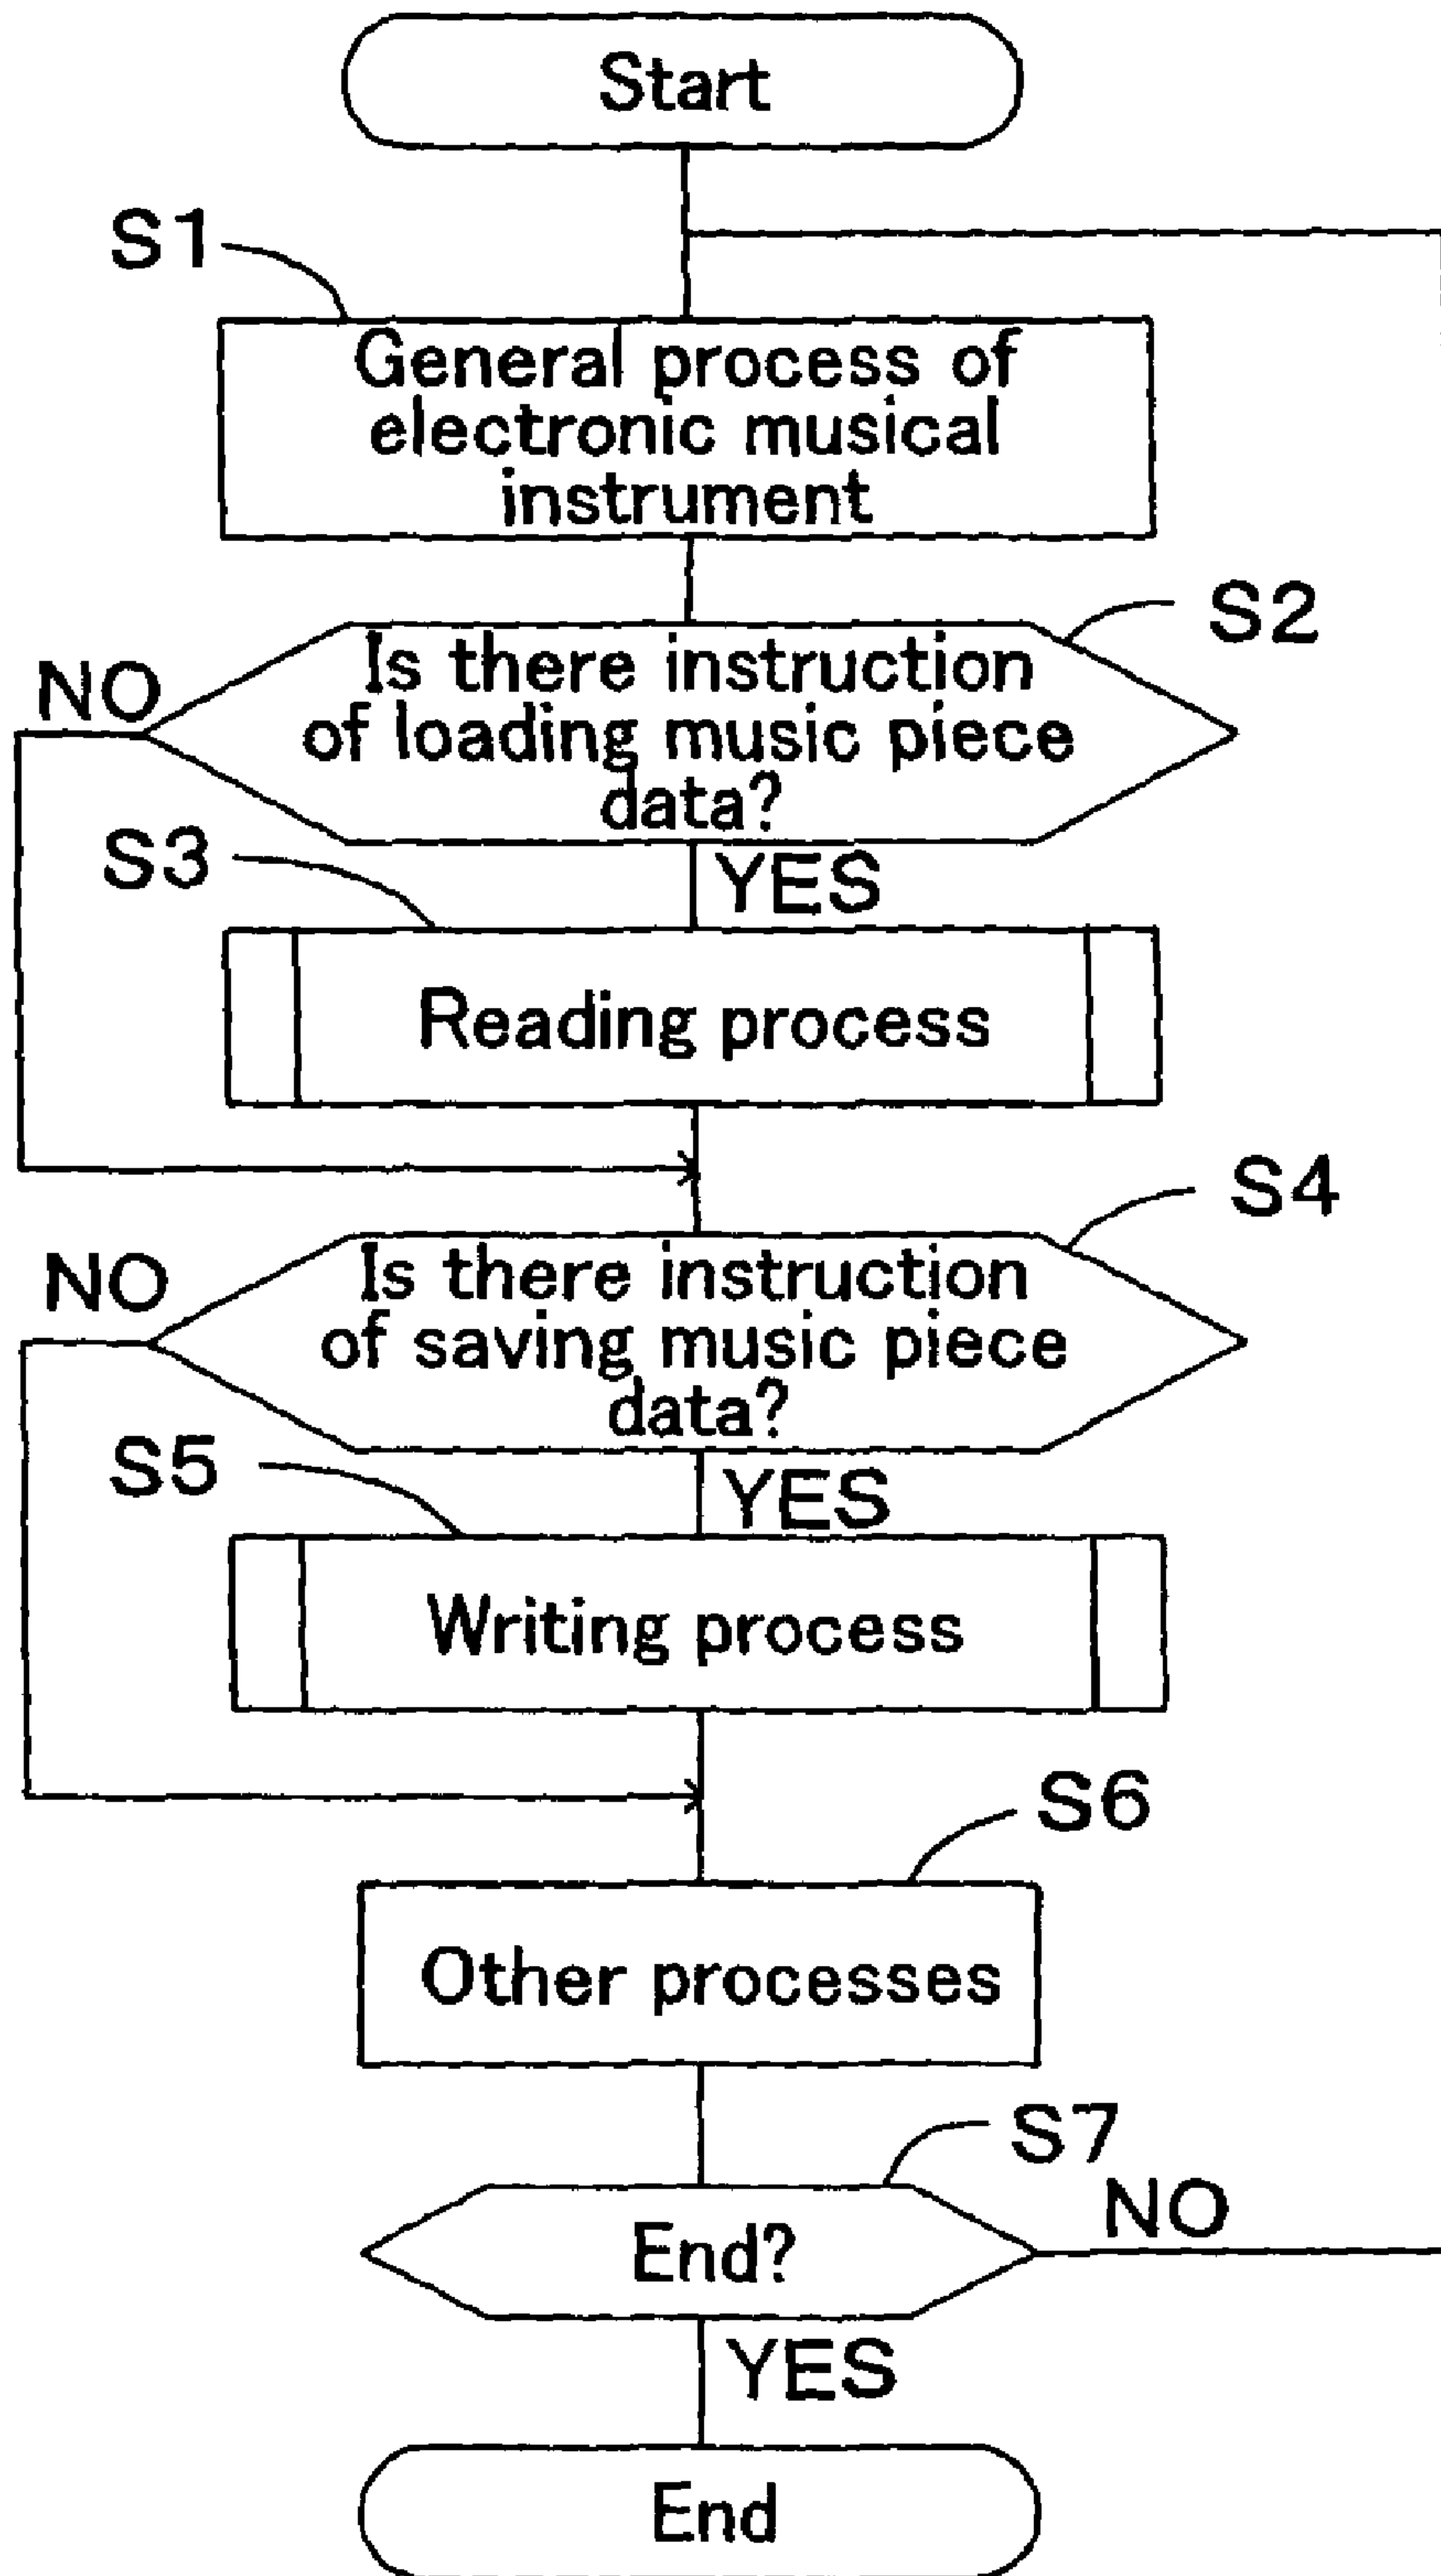 Start
S1
General process of
electronic musical
instrument
S2
NO
Is there instruction
of loading music piece
data?
S3
YES
Reading process
S4
NO
Is there instruction
of saving music piece
data?
S5
YES
Writing process
S6
Other processes
S7
NO
End?
YES
End